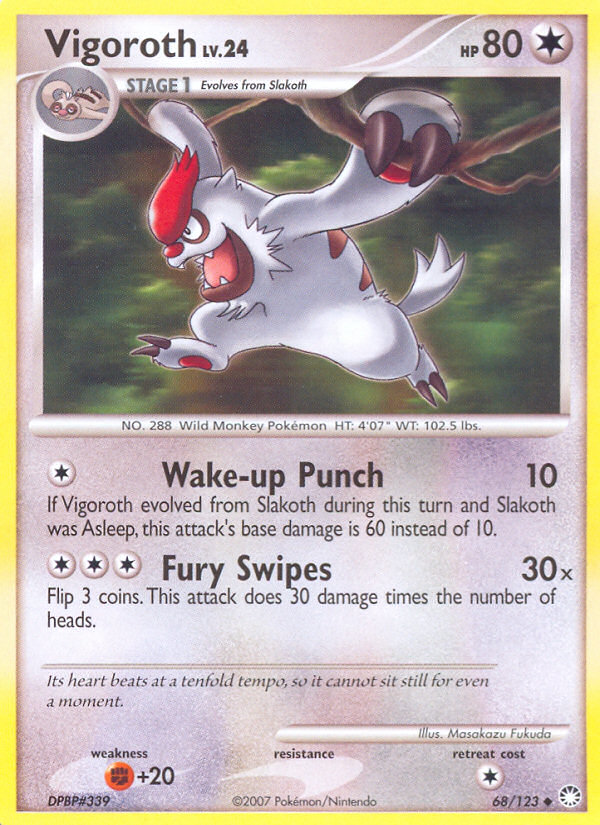 Vigoroth LV.24 HP 80
STAGE 1 Evolves from Slakoth
NO. 288 Wild Monkey Pokémon HT: 4'07" WT: 102.5 lbs.
Wake-up Punch 10
If Vigoroth evolved from Slakoth during this turn and Slakoth
was Asleep, this attack's base damage is 60 instead of 10.
Fury Swipes 30x
Flip 3 coins. This attack does 30 damage times the number of
heads.
Its heart beats at a tenfold tempo, so it cannot sit still for even
a moment.
Illus. Masakazu Fukuda
weakness resistance retreat cost
+20
DPBP#339 ©2007 Pokémon/Nintendo 68/123